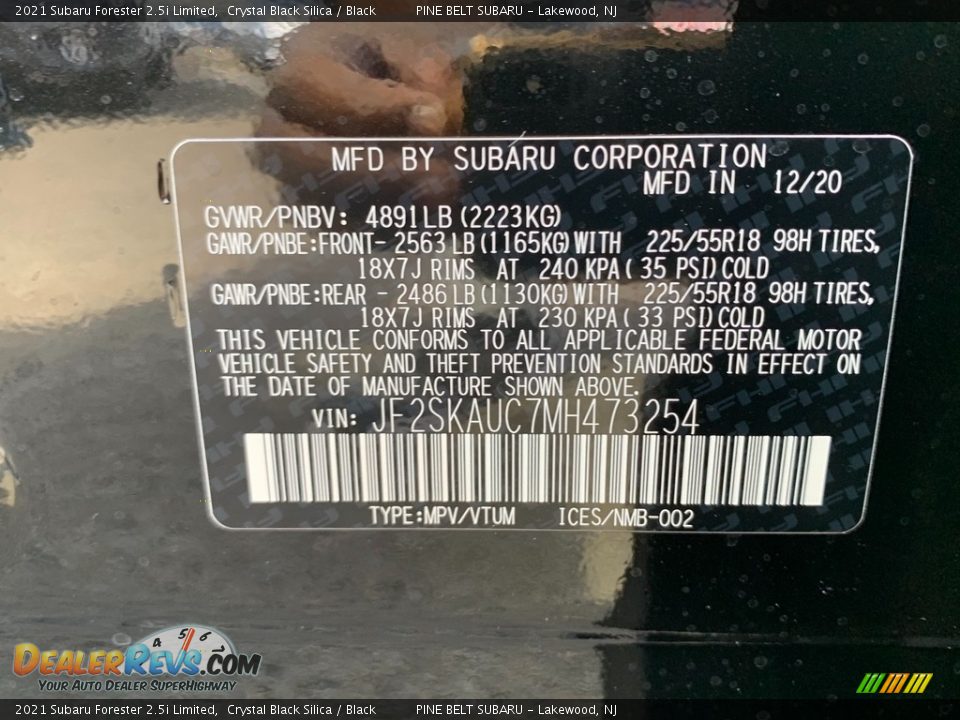 2021 Subaru Forester 2.5i Limited,  Crystal Black Silica / Black          PINE BELT SUBARU - Lakewood, NJ
MFD BY SUBARU CORPORATION
MFD IN 12/20
GVWR/PNBV: 4891LB(2223KG)
GAWR/PNBE:FRONT- 2563LB(1165KG)WITH 225/55R18 98H TIRES,
18X7J RIMS AT 240 KPA(35 PSI)COLD
GAWR/PNBE:REAR - 2486LB(1130KG)WITH 225/55R18 98H TIRES,
18X7J RIMS AT 230 KPA(33 PSI)COLD
THIS VEHICLE CONFORMS TO ALL APPLICABLE FEDERAL MOTOR
VEHICLE SAFETY AND THEFT PREVENTION STANDARDS IN EFFECT ON
THE DATE OF MANUFACTURE SHOWN ABOVE.
VIN: JF2SKAUC7MH473254
TYPE:MPV/VTUM ICES/NMB-002
4 5 6
DealerRevs.com
Your Auto Dealer SuperHighway
2021 Subaru Forester 2.5i Limited,  Crystal Black Silica / Black          PINE BELT SUBARU - Lakewood, NJ